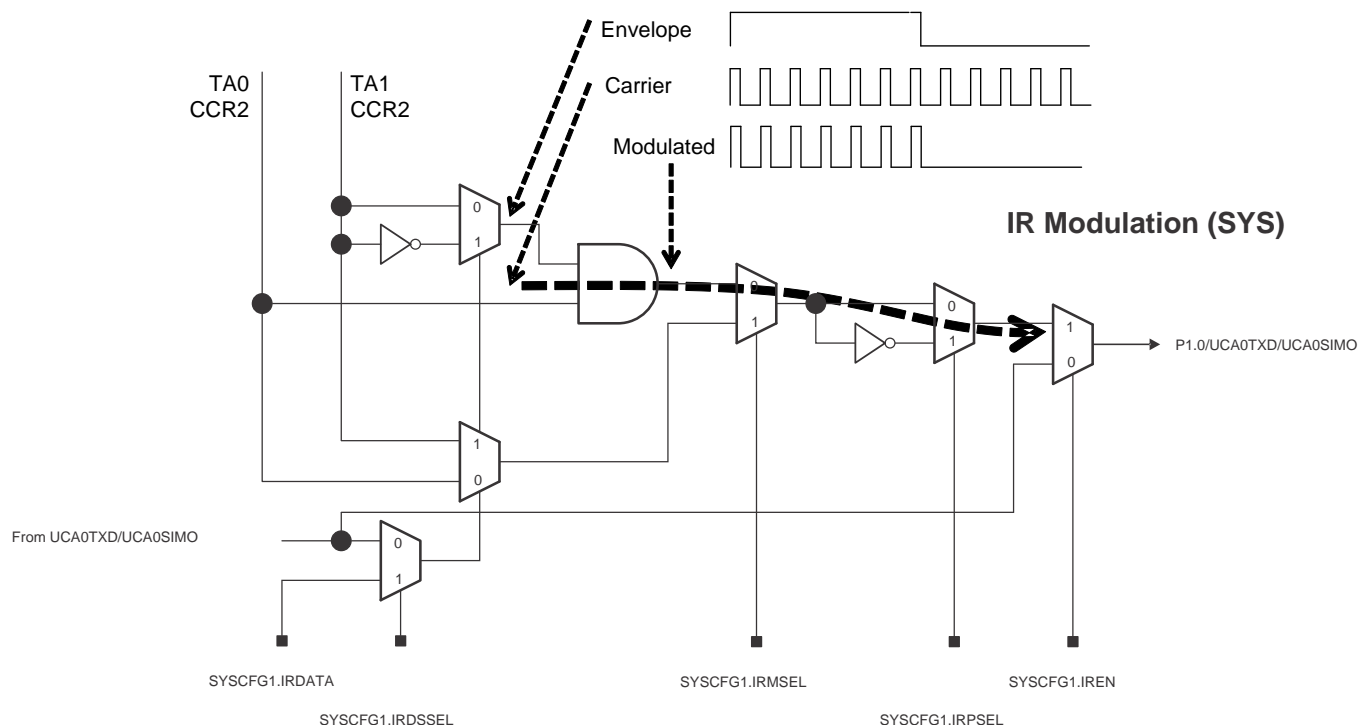 Envelope
TA0
CCR2
TA1
CCR2
Carrier
Modulated
IR Modulation (SYS)
0
1
0
1
0
1
1
0
P1.0/UCA0TXD/UCA0SIMO
1
0
From UCA0TXD/UCA0SIMO
0
1
SYSCFG1.IRDATA
SYSCFG1.IRMSEL
SYSCFG1.IREN
SYSCFG1.IRDSSEL
SYSCFG1.IRPSEL